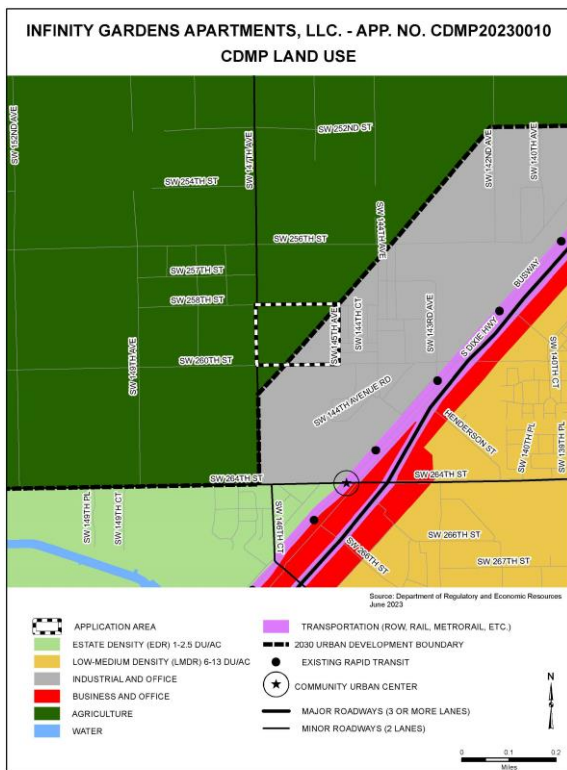 INFINITY GARDENS APARTMENTS, LLC. - APP. NO. CDMP20230010
CDMP LAND USE
SW 152ND AVE
SW 147TH AVE
SW 252ND ST
SW 142ND AVE
SW 140TH AVE
SW 254TH ST
SW 144TH AVE
SW 256TH ST
SW 257TH ST
BUSWAY
SW 258TH ST
SW 145TH AVE
SW 144TH CT
SW 143RD AVE
S DIXIE HWY
SW 149TH AVE
SW 260TH ST
SW 140TH CT
SW 144TH AVENUE RD
HENDERSON ST
SW 140TH PL
SW 139TH PL
SW 264TH ST
SW 264TH ST
SW 149TH PL
SW 149TH CT
SW 146TH CT
SW 266TH ST
SW 266TH ST
SW 267TH ST
Source: Department of Regulatory and Economic Resources
June 2023
APPLICATION AREA
ESTATE DENSITY (EDR) 1-2.5 DU/AC
LOW-MEDIUM DENSITY (LMDR) 6-13 DU/AC
INDUSTRIAL AND OFFICE
BUSINESS AND OFFICE
AGRICULTURE
WATER
TRANSPORTATION (ROW, RAIL, METRORAIL, ETC.)
2030 URBAN DEVELOPMENT BOUNDARY
EXISTING RAPID TRANSIT
COMMUNITY URBAN CENTER
MAJOR ROADWAYS (3 OR MORE LANES)
MINOR ROADWAYS (2 LANES)
N
0 0.1 0.2
Miles